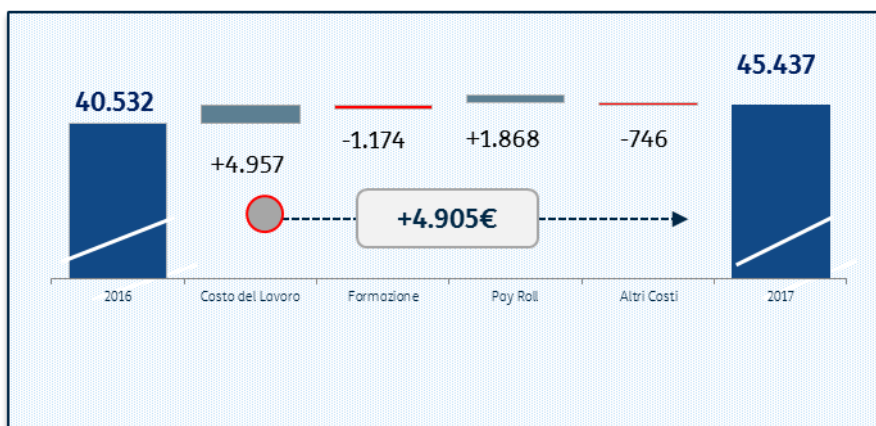 45.437
40.532
+4.957
-1.174
+1.868
-746
+4.905€
2016
Costo del Lavoro
Formazione
Pay Roll
Altri Costi
2017